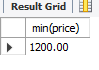 Result Grid
min(price)
1200.00